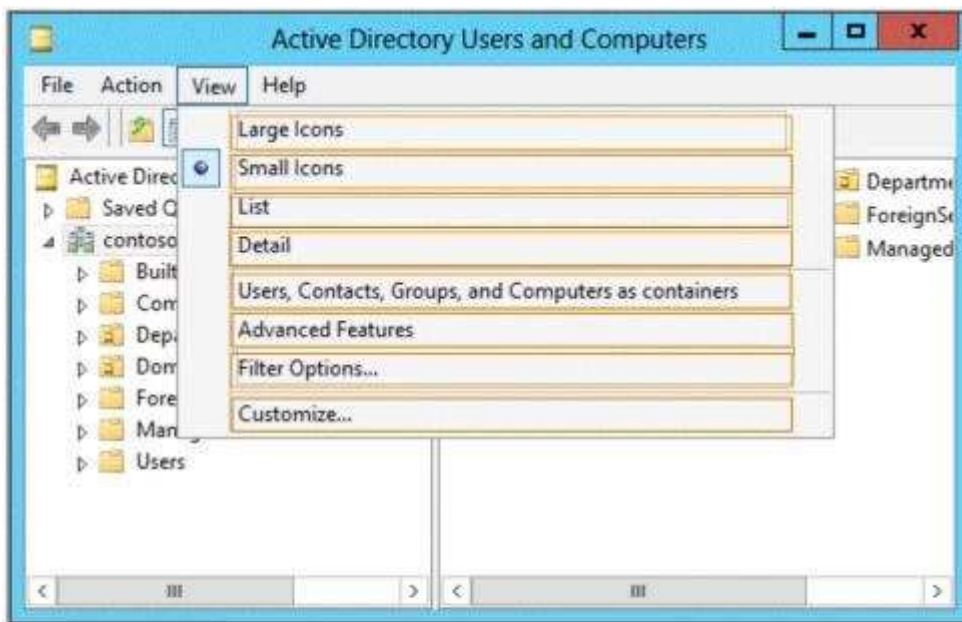 Active Directory Users and Computers
File Action View Help
Large Icons
Small Icons
List
Detail
Users, Contacts, Groups, and Computers as containers
Advanced Features
Filter Options...
Customize...
Active Direc
Saved Q
contoso
Built
Com
Dep
Dom
Fore
Man
Users
Departme
ForeignSe
Managed